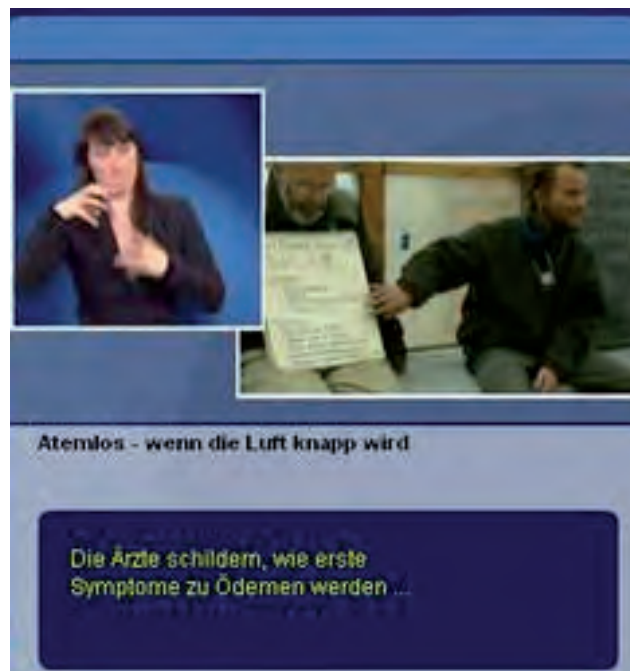 Atemlos - wenn die Luft knapp wird
Die Ärzte schildern, wie erste
Symptome zu Ödemen werden ...